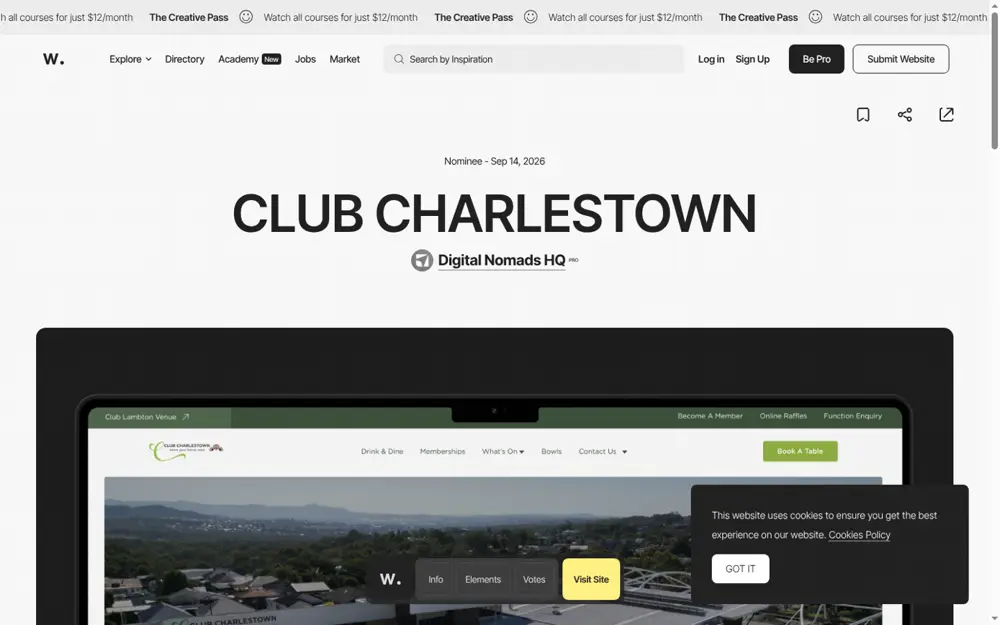 h all courses for just $12/month The Creative Pass Watch all courses for just $12/month The Creative Pass Watch all courses for just $12/month The Creative Pass Watch all courses for just $12/month
W. Explore Directory Academy New Jobs Market Search by Inspiration Log in Sign Up Be Pro Submit Website
Nominee - Sep 14, 2026
CLUB CHARLESTOWN
Digital Nomads HQ PRO
Club Lambton Venue Become A Member Online Raffles Function Enquiry
CLUB CHARLESTOWN Drink & Dine Memberships What's On Bowls Contact Us Book A Table
This website uses cookies to ensure you get the best
experience on our website. Cookies Policy
GOT IT
W. Info Elements Votes Visit Site
CLUB CHARLESTOWN